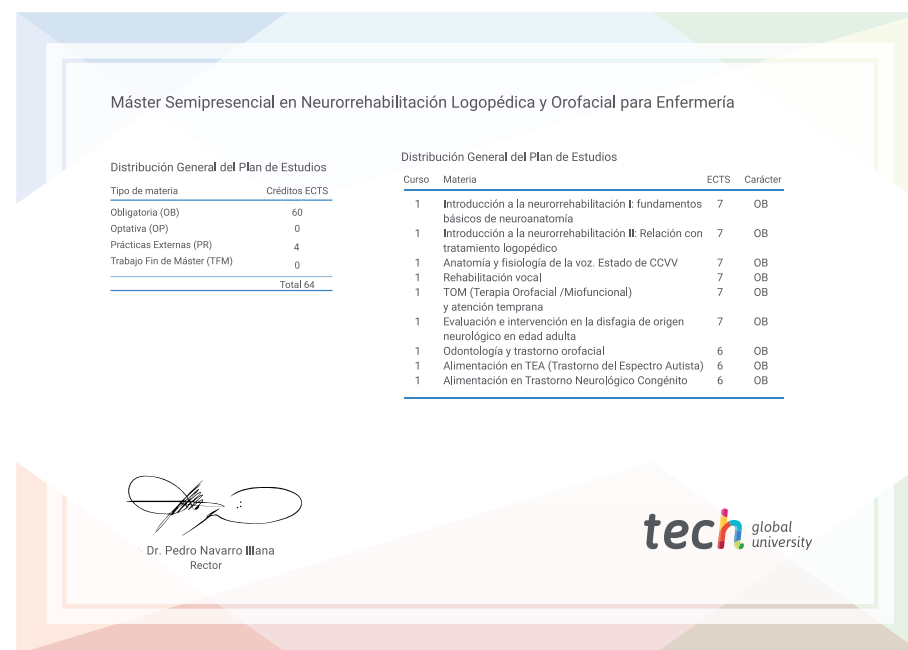 Máster Semipresencial en Neurorrehabilitación Logopédica y Orofacial para Enfermería
Distribución General del Plan de Estudios
Tipo de materia Créditos ECTS
Obligatoria (OB) 60
Optativa (OP) 0
Prácticas Externas (PR) 4
Trabajo Fin de Máster (TFM) 0
Total 64
Distribución General del Plan de Estudios
Curso Materia ECTS Carácter
1 Introducción a la neurorrehabilitación I: fundamentos 7 OB
básicos de neuroanatomía
1 Introducción a la neurorrehabilitación II: Relación con 7 OB
tratamiento logopédico
1 Anatomía y fisiología de la voz. Estado de CCVV 7 OB
1 Rehabilitación vocal 7 OB
1 TOM (Terapia Orofacial /Miofuncional) 7 OB
y atención temprana
1 Evaluación e intervención en la disfagia de origen 7 OB
neurológico en edad adulta
1 Odontología y trastorno orofacial 6 OB
1 Alimentación en TEA (Trastorno del Espectro Autista) 6 OB
1 Alimentación en Trastorno Neurológico Congénito 6 OB
Dr. Pedro Navarro Illana
Rector
tech global
university